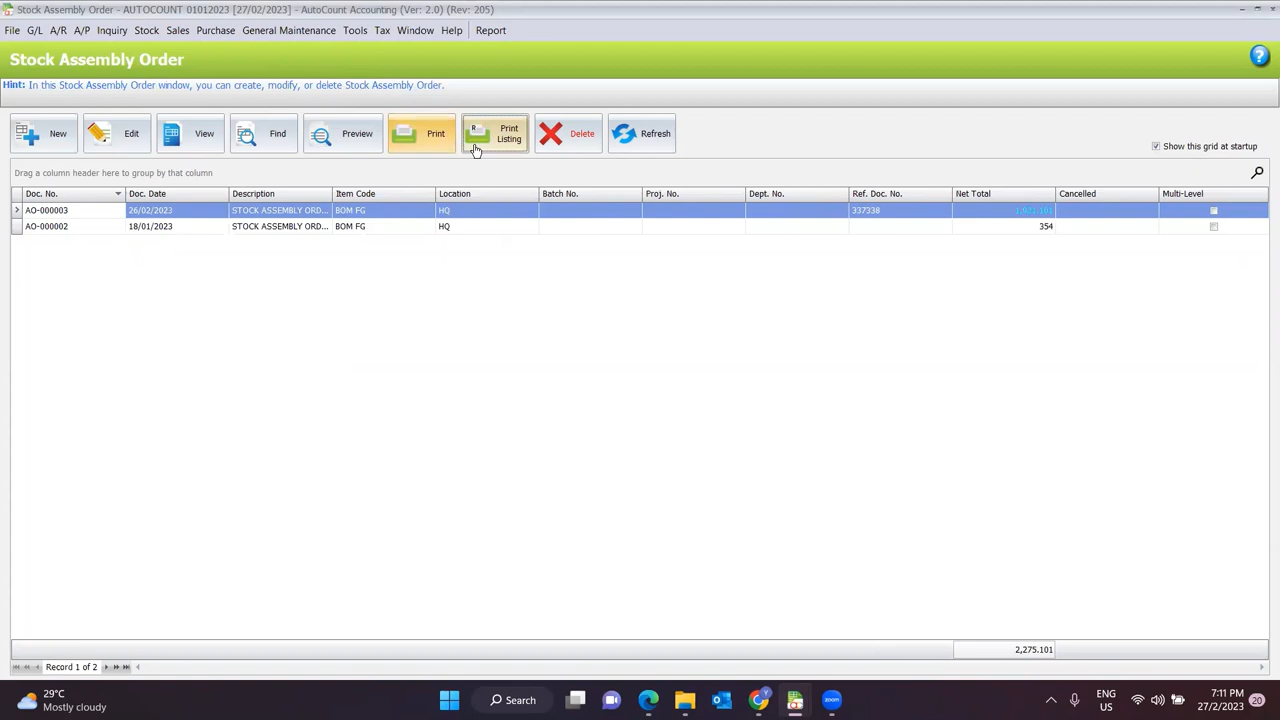 Stock Assembly Order - AUTOCOUNT 01012023 [27/02/2023] - AutoCount Accounting (Ver: 2.0) (Rev: 205)
File G/L A/R A/P Inquiry Stock Sales Purchase General Maintenance Tools Tax Window Help Report
Stock Assembly Order
Hint: In this Stock Assembly Order window, you can create, modify, or delete Stock Assembly Order.
New Edit View Find Preview Print Print Listing Delete Refresh
Show this grid at startup
Drag a column header here to group by that column
Doc. No. Doc. Date Description Item Code Location Batch No. Proj. No. Dept. No. Ref. Doc. No. Net Total Cancelled Multi-Level
AO-000003 26/02/2023 STOCK ASSEMBLY ORD... BOM FG HQ 337338 1,921.101
AO-000002 18/01/2023 STOCK ASSEMBLY ORD... BOM FG HQ 354
2,275.101
Record 1 of 2
29°C
Mostly cloudy
Search
ENG
US
7:11 PM
27/2/2023
20